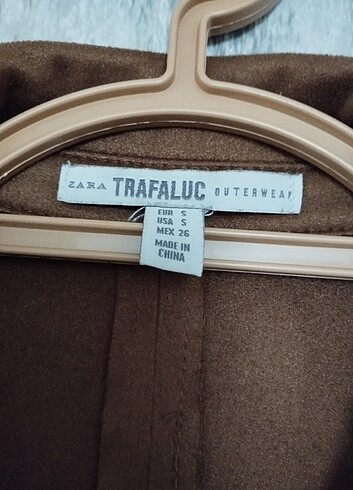 ZARA TRAFALUC OUTERWEAR
EUR S
USA S
MEX 26
MADE IN
CHINA